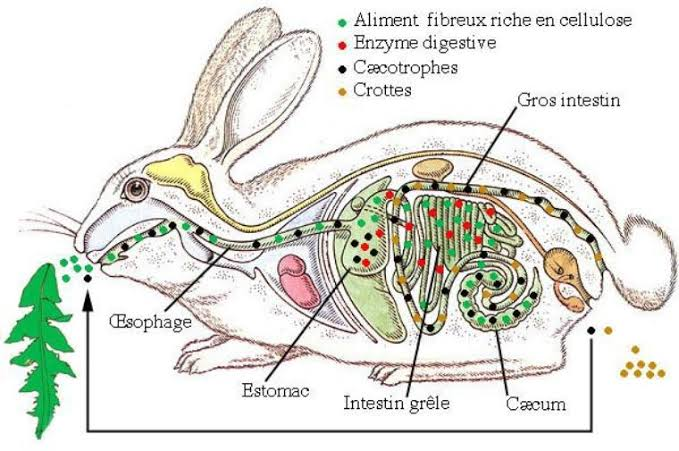 Aliment fibreux riche en cellulose
Enzyme digestive
Cæcotrophes
Crottes
Gros intestin
Œsophage
Estomac
Intestin grêle
Cæcum